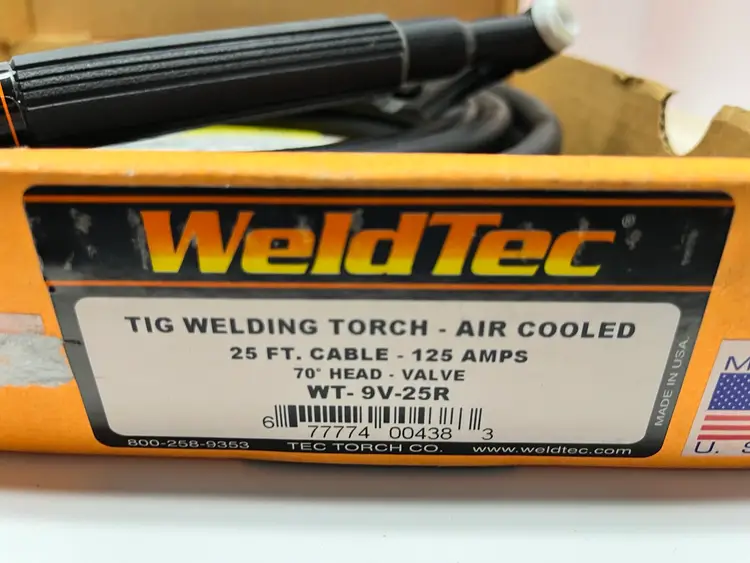 WELDTEC ®
TIG WELDING TORCH - AIR COOLED
25 FT. CABLE - 125 AMPS
70° HEAD - VALVE
WT- 9V-25R
6 77774 00438 3
800-258-9353 TEC TORCH CO. www.weldtec.com
MADE IN USA.
M
U. S